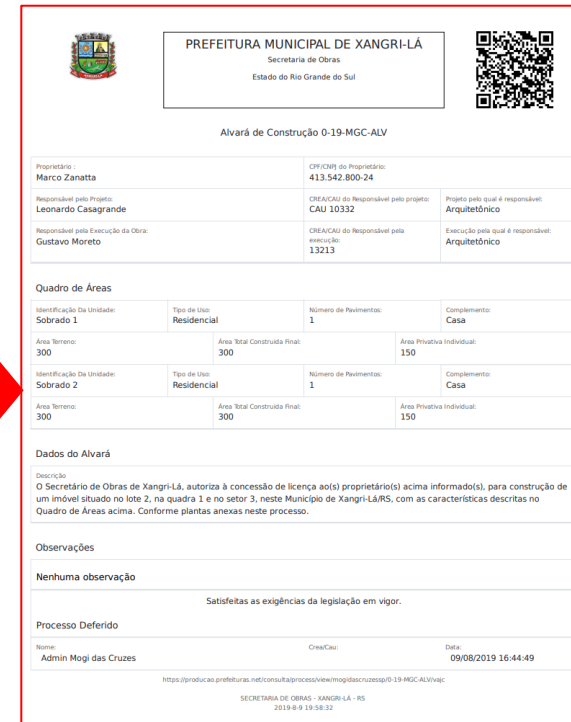 PREFEITURA MUNICIPAL DE XANGRI-LÁ
Secretaria de Obras
Estado do Rio Grande do Sul
Alvará de Construção 0-19-MGC-ALV
Proprietário :
Marco Zanatta
CPF/CNPJ do Proprietário:
413.542.800-24
Responsável pelo Projeto:
Leonardo Casagrande
CREA/CAU do Responsável pelo projeto:
CAU 10332
Projeto pelo qual é responsável:
Arquitetônico
Responsável pela Execução da Obra:
Gustavo Moreto
CREA/CAU do Responsável pela
execução:
13213
Execução pela qual é responsável:
Arquitetônico
Quadro de Áreas
Identificação Da Unidade:
Sobrado 1
Tipo de Uso:
Residencial
Número de Pavimentos:
1
Complemento:
Casa
Área Terreno:
300
Área Total Construida Final:
300
Área Privativa Individual:
150
Identificação Da Unidade:
Sobrado 2
Tipo de Uso:
Residencial
Número de Pavimentos:
1
Complemento:
Casa
Área Terreno:
300
Área Total Construida Final:
300
Área Privativa Individual:
150
Dados do Alvará
Descrição
O Secretário de Obras de Xangri-Lá, autoriza à concessão de licença ao(s) proprietário(s) acima informado(s), para construção de
um imóvel situado no lote 2, na quadra 1 e no setor 3, neste Município de Xangri-Lá/RS, com as características descritas no
Quadro de Áreas acima. Conforme plantas anexas neste processo.
Observações
Nenhuma observação
Satisfeitas as exigências da legislação em vigor.
Processo Deferido
Nome:
Admin Mogi das Cruzes
Crea/Cau:
Data:
09/08/2019 16:44:49
https://producao.prefeituras.net/consulta/process/view/mogidascruzessp/0-19-MGC-ALV/vajc
SECRETARIA DE OBRAS - XANGRI-LÁ - RS
2019-8-9 19:58:32